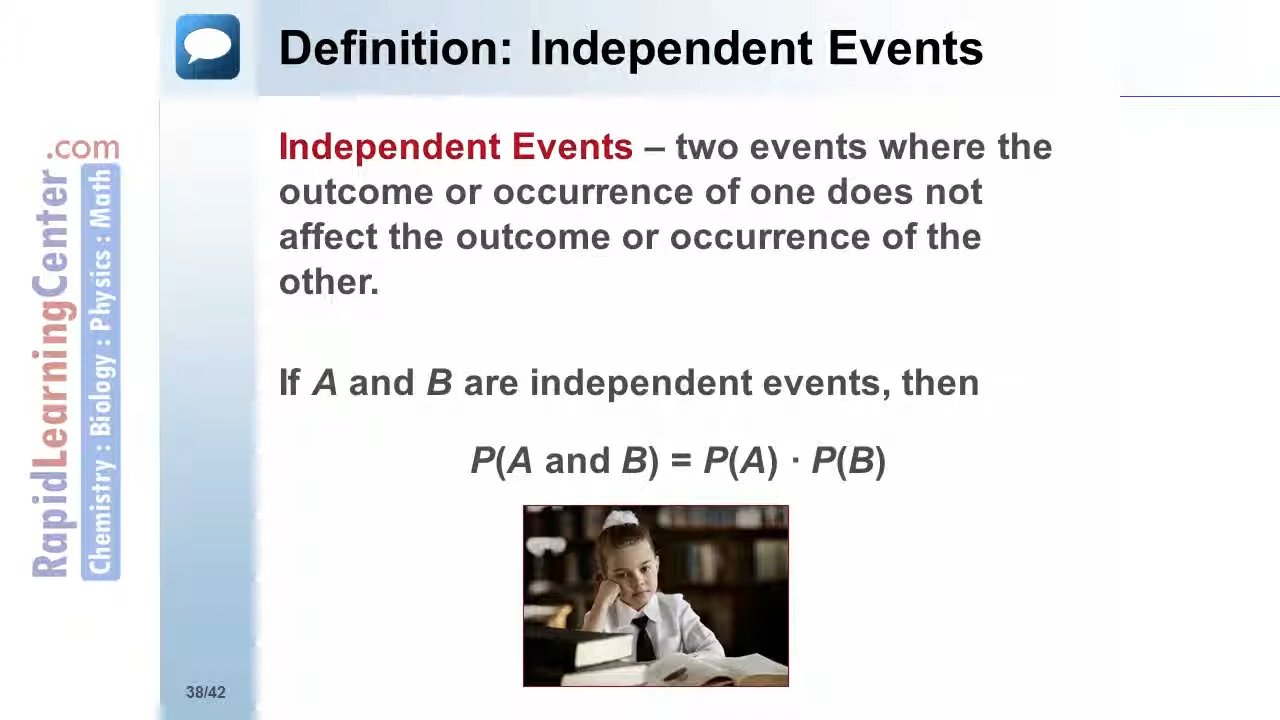 Definition: Independent Events
Independent Events – two events where the
outcome or occurrence of one does not
affect the outcome or occurrence of the
other.
If A and B are independent events, then
P(A and B) = P(A) · P(B)
RapidLearningCenter.com
Chemistry : Biology : Physics : Math
38/42